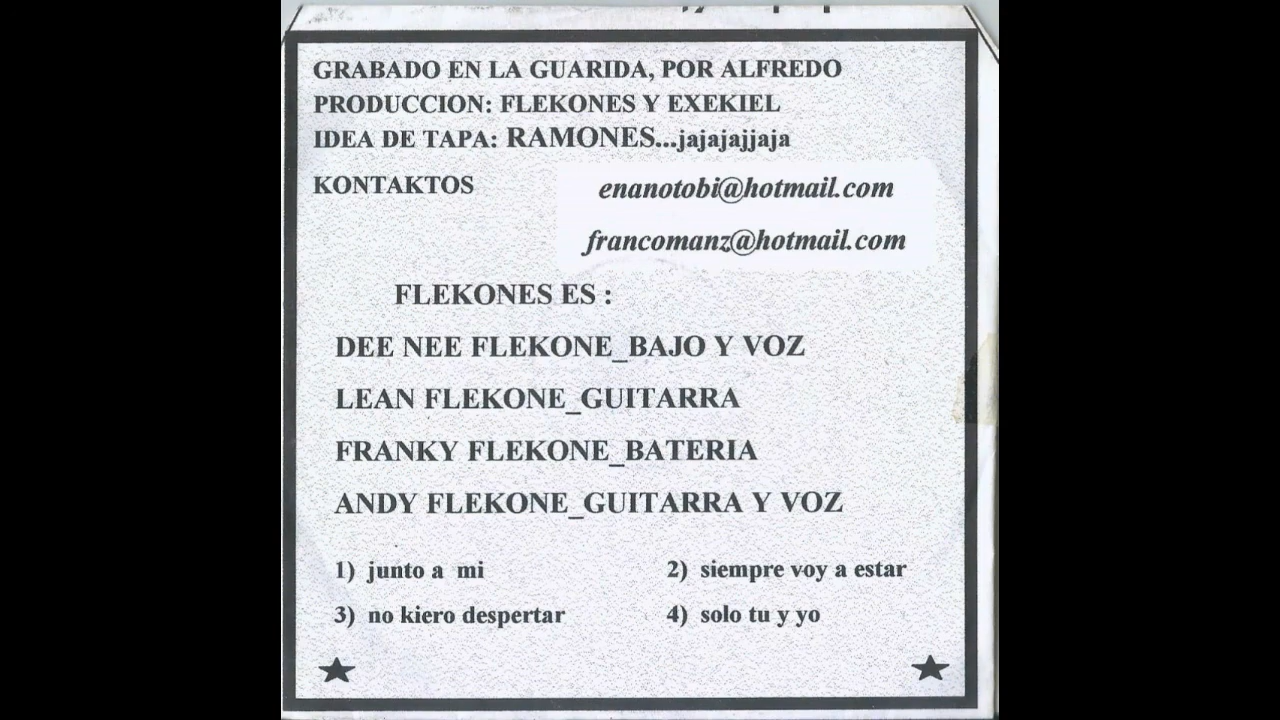 GRABADO EN LA GUARIDA, POR ALFREDO
PRODUCCION: FLEKONES Y EXEKIEL
IDEA DE TAPA: RAMONES...jajajajjaja
KONTAKTOS
enanotobi@hotmail.com
francomanz@hotmail.com
FLEKONES ES :
DEE NEE FLEKONE_BAJO Y VOZ
LEAN FLEKONE_GUITARRA
FRANKY FLEKONE_BATERIA
ANDY FLEKONE_GUITARRA Y VOZ
1) junto a mi 2) siempre voy a estar
3) no kiero despertar 4) solo tu y yo